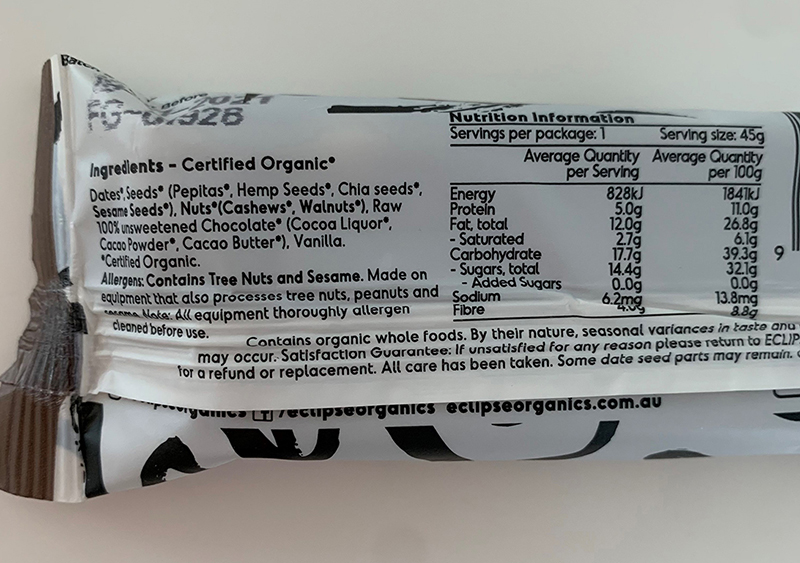 Before
Ingredients - Certified Organic*
Dates*, Seeds* (Pepitas*, Hemp Seeds*, Chia seeds*,
Sesame Seeds*), Nuts* (Cashews*, Walnuts*), Raw
100% unsweetened Chocolate* (Cocoa Liquor*,
Cacao Powder*, Cacao Butter*), Vanilla.
*Certified Organic.
Allergens: Contains Tree Nuts and Sesame. Made on
equipment that also processes tree nuts, peanuts and
sesame. Note: All equipment thoroughly allergen
cleaned before use.
Nutrition Information
Servings per package: 1 Serving size: 45g
Average Quantity Average Quantity
per Serving per 100g
Energy 828kJ 1841kJ
Protein 5.0g 11.0g
Fat, total 12.0g 26.8g
- Saturated 2.7g 6.1g
Carbohydrate 17.7g 39.3g
- Sugars, total 14.4g 32.1g
- Added Sugars 0.0g 0.0g
Sodium 6.2mg 13.8mg
Fibre 4.0g 8.8g
9
Contains organic whole foods. By their nature, seasonal variances in taste and
may occur. Satisfaction Guarantee: If unsatisfied for any reason please return to ECLIP
for a refund or replacement. All care has been taken. Some date seed parts may remain.
/eclipseorganics eclipseorganics.com.au